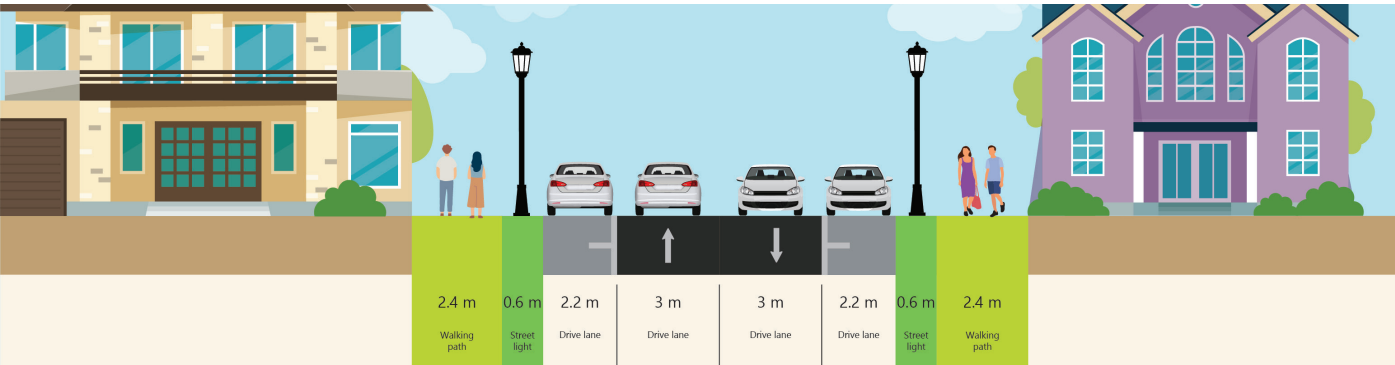 2.4 m
Walking
path
0.6 m
Street
light
2.2 m
Drive lane
3 m
Drive lane
3 m
Drive lane
2.2 m
Drive lane
0.6 m
Street
light
2.4 m
Walking
path